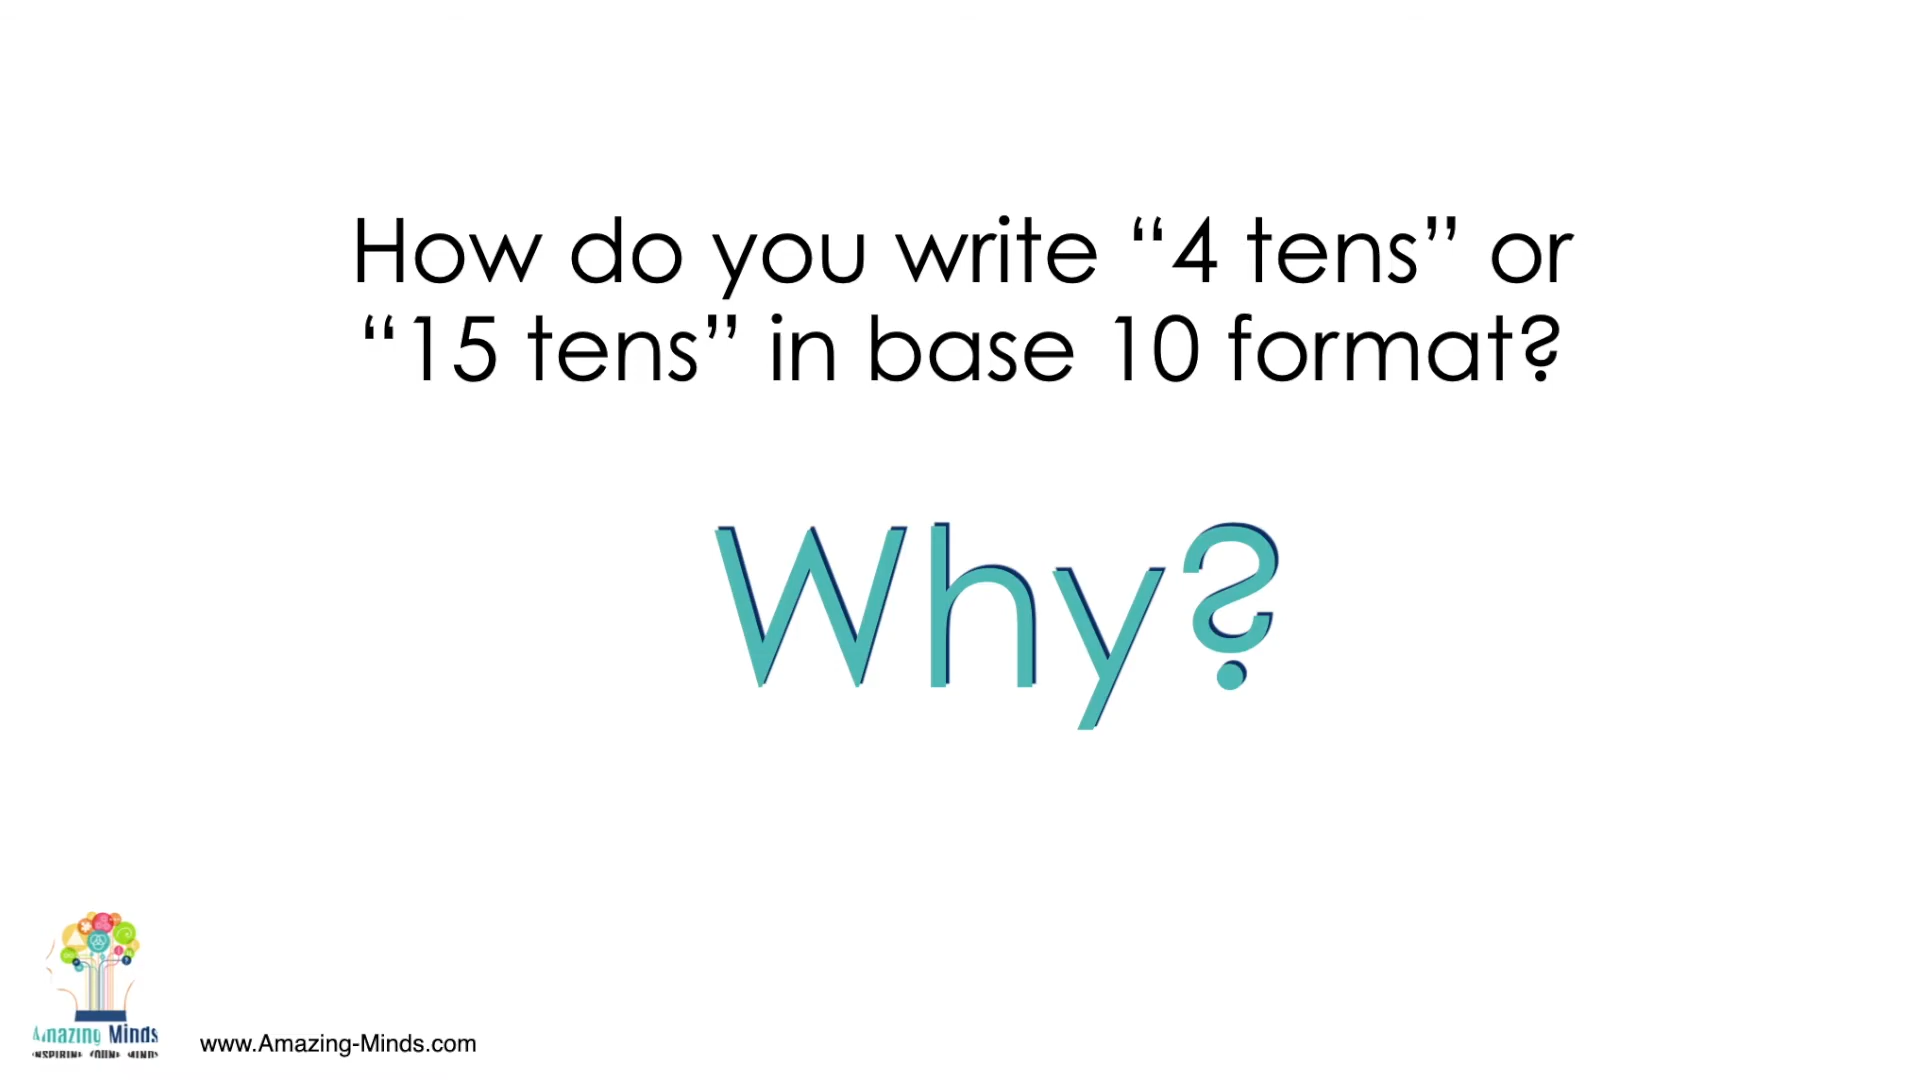 How do you write “4 tens” or
“15 tens” in base 10 format?
Why?
Amazing Minds
www.Amazing-Minds.com